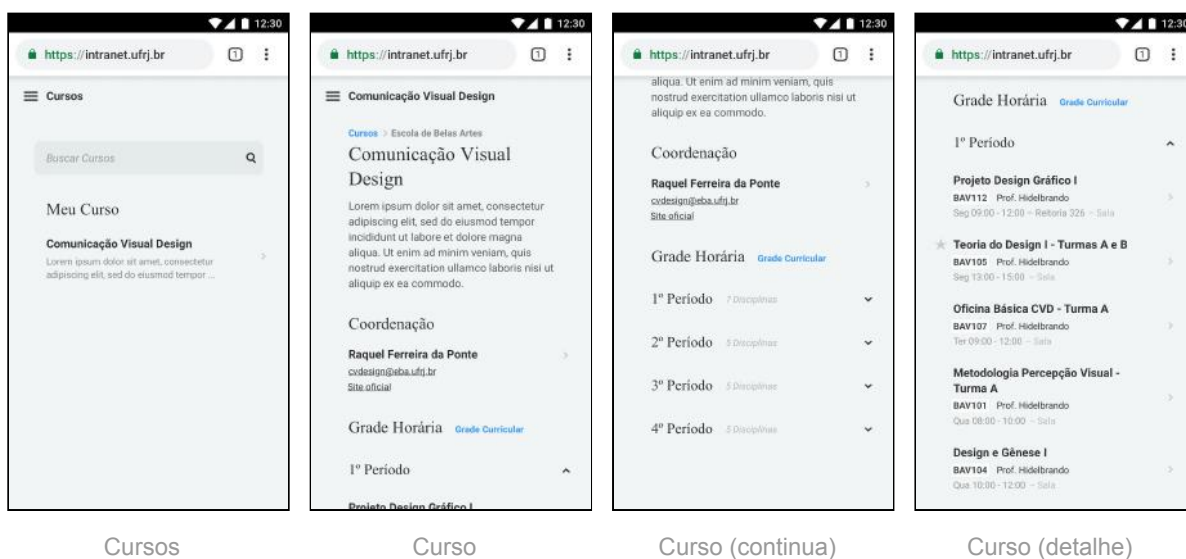 12:30
https://intranet.ufrj.br 1
Cursos
Buscar Cursos
Meu Curso
Comunicação Visual Design
Lorem ipsum dolor sit amet, consectetur
adipiscing elit, sed do eiusmod tempor ...
Cursos
12:30
https://intranet.ufrj.br 1
Comunicação Visual Design
Cursos > Escola de Belas Artes
Comunicação Visual
Design
Lorem ipsum dolor sit amet, consectetur
adipiscing elit, sed do eiusmod tempor
incididunt ut labore et dolore magna
aliqua. Ut enim ad minim veniam, quis
nostrud exercitation ullamco laboris nisi ut
aliquip ex ea commodo.
Coordenação
Raquel Ferreira da Ponte
cvdesign@eba.ufrj.br
Site oficial
Grade Horária Grade Curricular
1º Período
Projeto Design Gráfico I
Curso
12:30
https://intranet.ufrj.br 1
aliqua. Ut enim ad minim veniam, quis
nostrud exercitation ullamco laboris nisi ut
aliquip ex ea commodo.
Coordenação
Raquel Ferreira da Ponte
cvdesign@eba.ufrj.br
Site oficial
Grade Horária Grade Curricular
1º Período 7 Disciplinas
2º Período 5 Disciplinas
3º Período 5 Disciplinas
4º Período 5 Disciplinas
Curso (continua)
12:30
https://intranet.ufrj.br 1
Grade Horária Grade Curricular
1º Período
Projeto Design Gráfico I
BAV112 Prof. Hidelbrando
Seg 09:00 - 12:00 - Reitoria 326 - Sala
Teoria do Design I - Turmas A e B
BAV105 Prof. Hidelbrando
Seg 13:00 - 15:00 - Sala
Oficina Básica CVD - Turma A
BAV107 Prof. Hidelbrando
Ter 09:00 - 12:00 - Sala
Metodologia Percepção Visual -
Turma A
BAV101 Prof. Hidelbrando
Qua 08:00 - 10:00 - Sala
Design e Gênese I
BAV104 Prof. Hidelbrando
Qua 10:00 - 12:00 - Sala
Curso (detalhe)